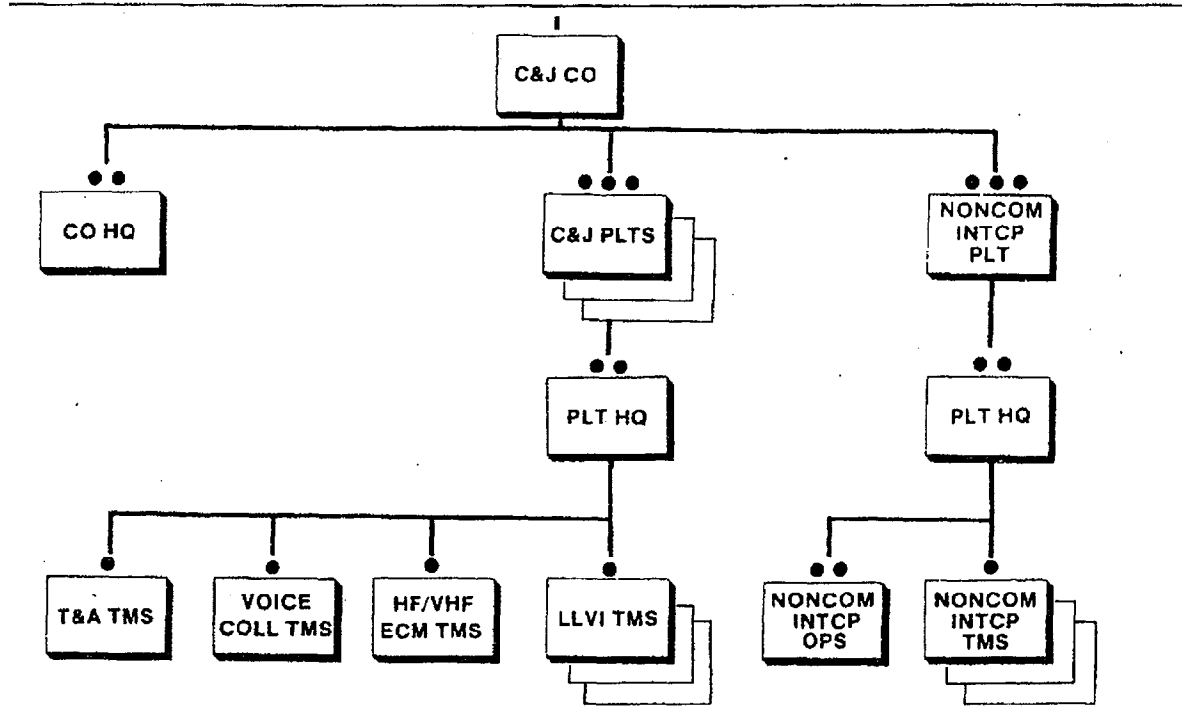 C&J CO
CO HQ
C&J PLTS
NONCOM
INTCP
PLT
PLT HQ
PLT HQ
T&A TMS
VOICE
COLL TMS
HF/VHF
ECM TMS
LLVI TMS
NONCOM
INTCP
OPS
NONCOM
INTCP
TMS